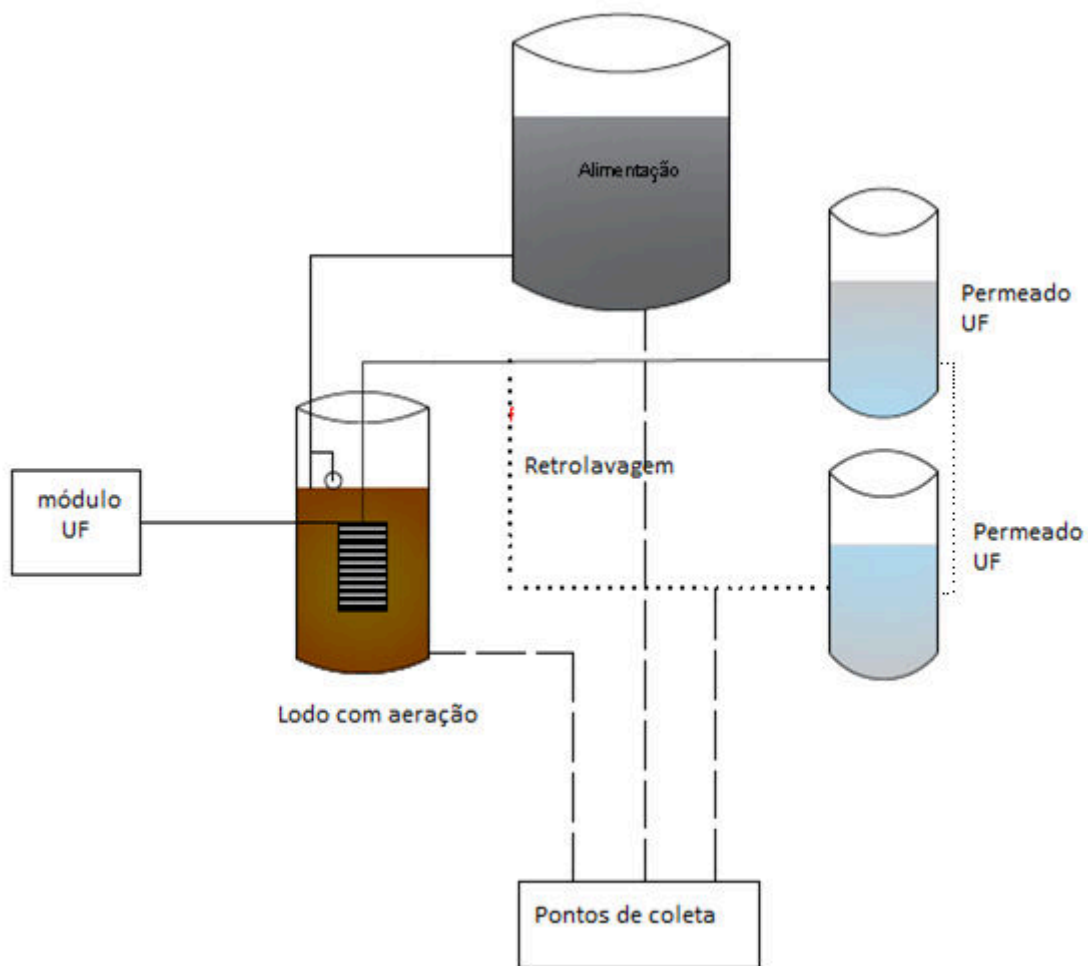 Alimentação
Permeado
UF
Retrolavagem
módulo
UF
Permeado
UF
Lodo com aeração
Pontos de coleta